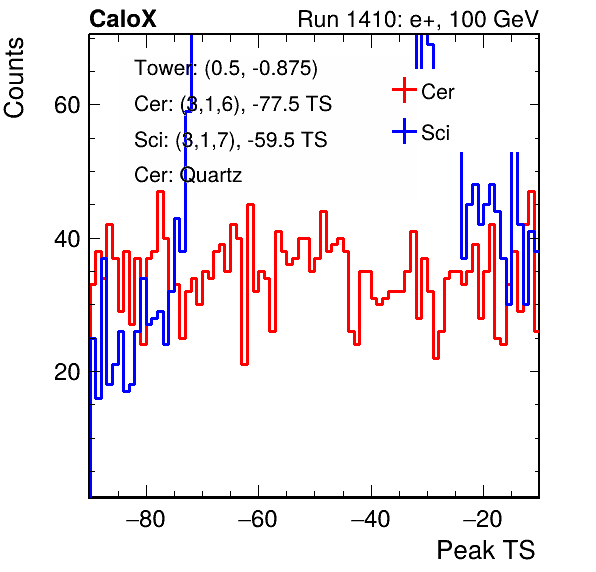 CaloX Run 1410: e+, 100 GeV
Counts
Tower: (0.5, -0.875)
Cer: (3,1,6), -77.5 TS
Sci: (3,1,7), -59.5 TS
Cer: Quartz
Cer
Sci
60
40
20
−80 −60 −40 −20
Peak TS